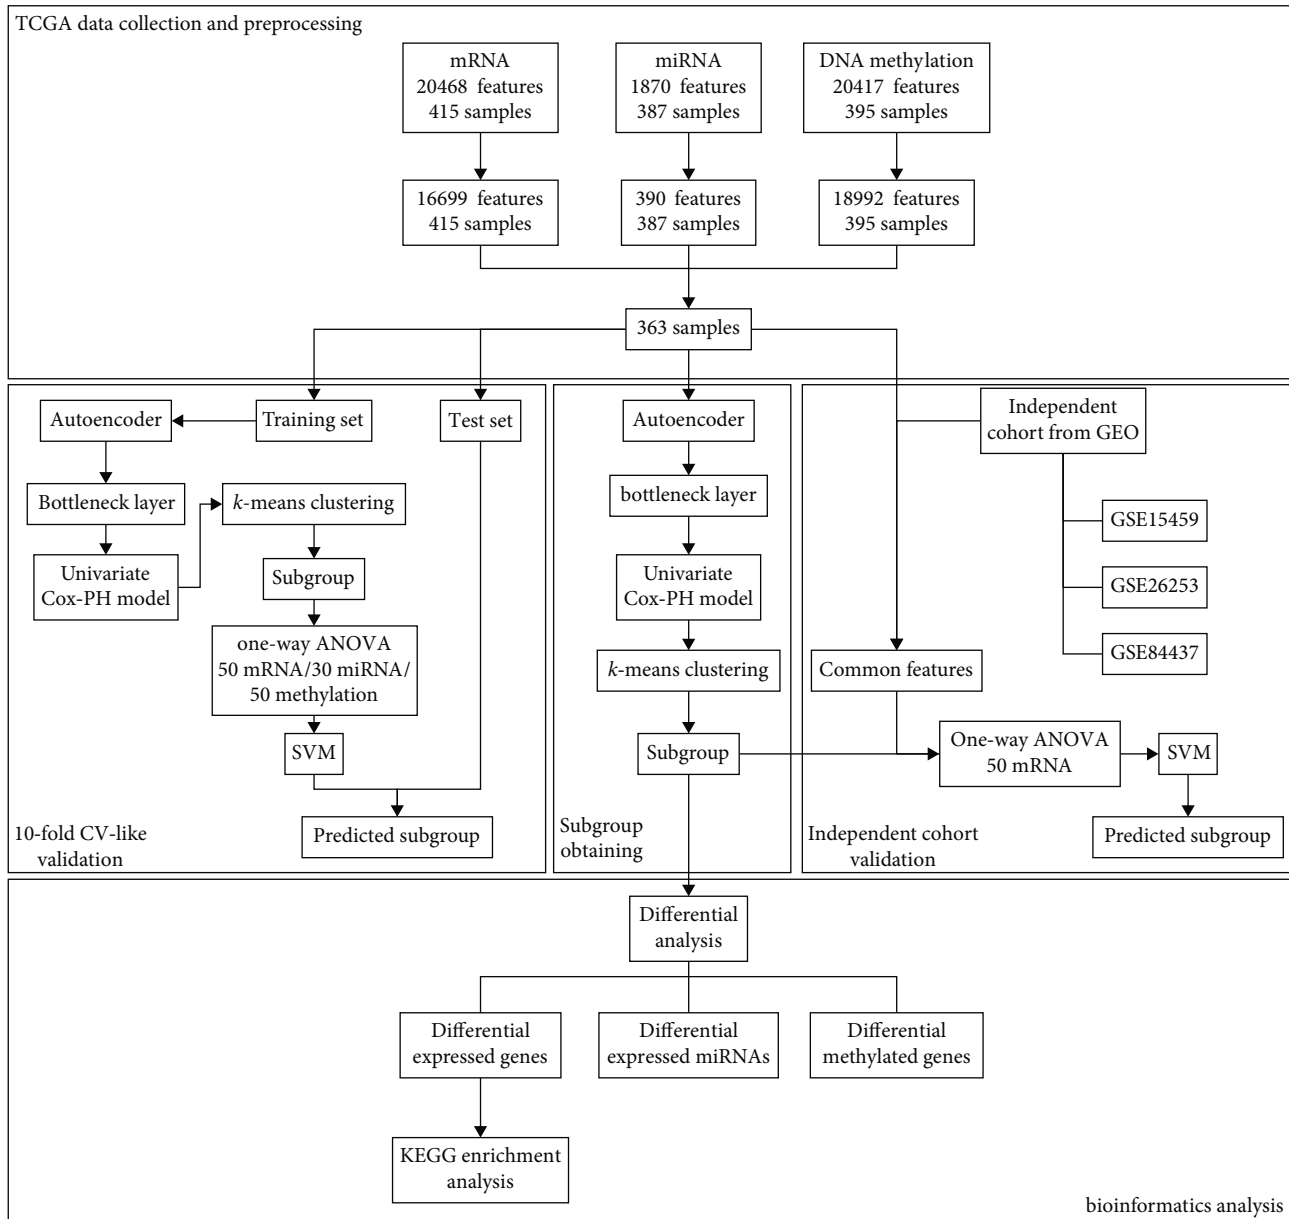 TCGA data collection and preprocessing
mRNA
20468 features
415 samples
miRNA
1870 features
387 samples
DNA methylation
20417 features
395 samples
16699 features
415 samples
390 features
387 samples
18992 features
395 samples
363 samples
Autoencoder
Training set
Test set
Bottleneck layer
k-means clustering
Univariate
Cox-PH model
Subgroup
one-way ANOVA
50 mRNA/30 miRNA/
50 methylation
SVM
Predicted subgroup
10-fold CV-like
validation
Autoencoder
bottleneck layer
Univariate
Cox-PH model
k-means clustering
Subgroup
Subgroup
obtaining
Independent
cohort from GEO
GSE15459
GSE26253
GSE84437
Common features
One-way ANOVA
50 mRNA
SVM
Predicted subgroup
Independent cohort
validation
Differential
analysis
Differential
expressed genes
Differential
expressed miRNAs
Differential
methylated genes
KEGG enrichment
analysis
bioinformatics analysis